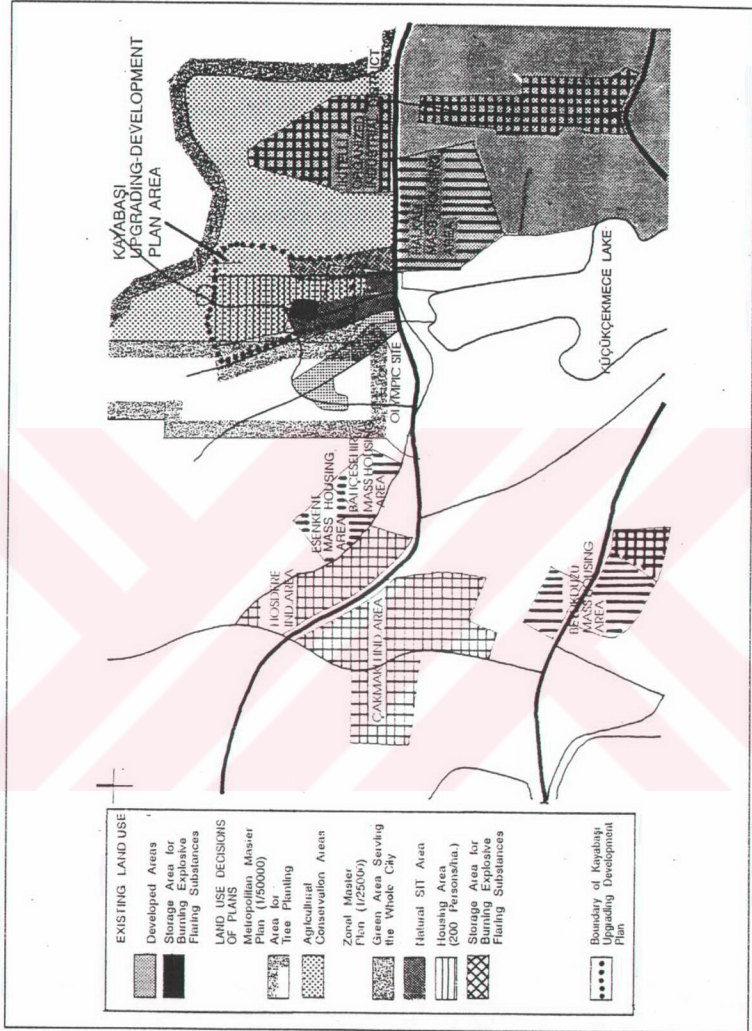 KAYABAŞI
UPGRADING-DEVELOPMENT
PLAN AREA
ORGANIZED
INDUSTRIAL DISTRICT
MASS HOUSING
AREA
KÜÇÜKÇEKMECE LAKE
OLYMPIC SITE
BAHÇEŞEHİR
MASS HOUSING
AREA
ESENKENT
MASS HOUSING
AREA
HOŞDERE
IND AREA
ÇAKMAKLI IND AREA
MASS HOUSING
AREA
EXISTING LAND USE
Developed Areas
Storage Area for
Burning Explosive
Flaring Substances
LAND USE DECISIONS
OF PLANS
Metropolitan Master
Plan (1/50000)
Area for
Tree Planting
Agricultural
Conservation Areas
Zonal Master
Plan (1/25000)
Green Area Serving
the Whole City
Natural SIT Area
Housing Area
(200 Persons/ha.)
Storage Area for
Burning Explosive
Flaring Substances
Boundary of Kayabaşı
Upgrading Development
Plan